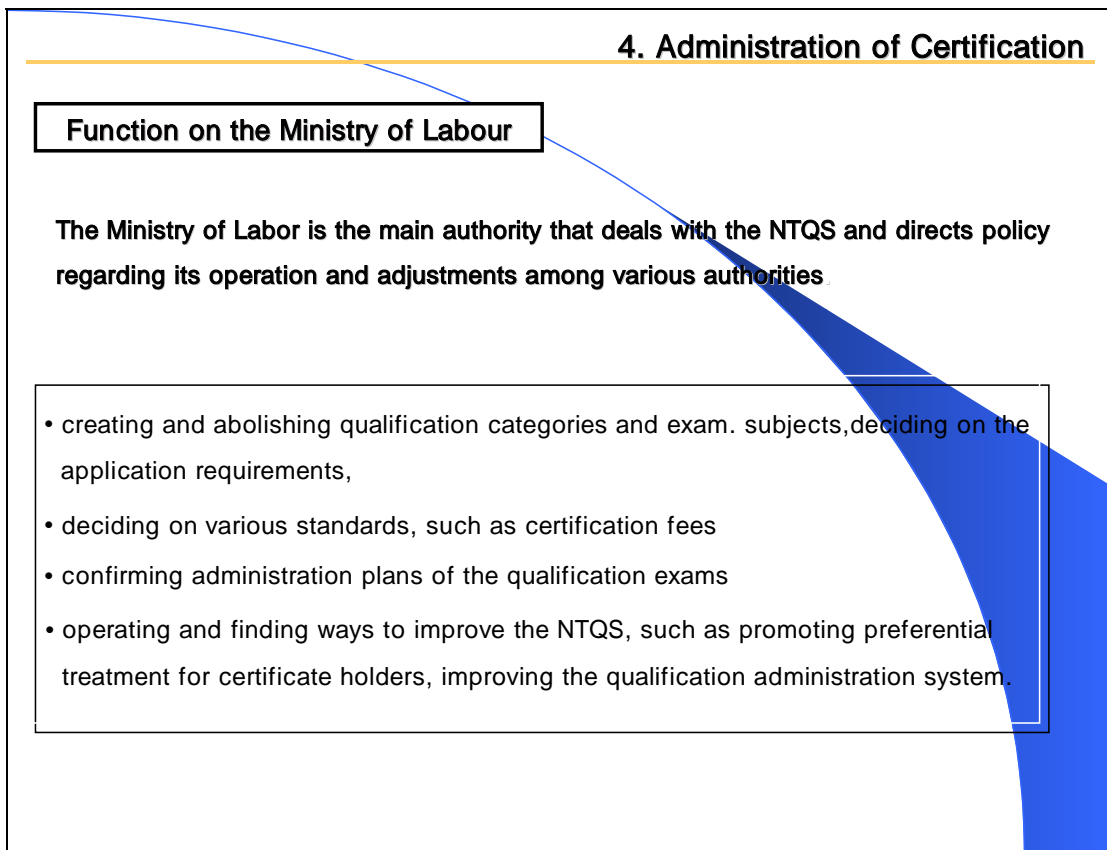 4. Administration of Certification
Function on the Ministry of Labour
The Ministry of Labor is the main authority that deals with the NTQS and directs policy
regarding its operation and adjustments among various authorities.
• creating and abolishing qualification categories and exam. subjects,deciding on the
application requirements,
• deciding on various standards, such as certification fees
• confirming administration plans of the qualification exams
• operating and finding ways to improve the NTQS, such as promoting preferential
treatment for certificate holders, improving the qualification administration system.